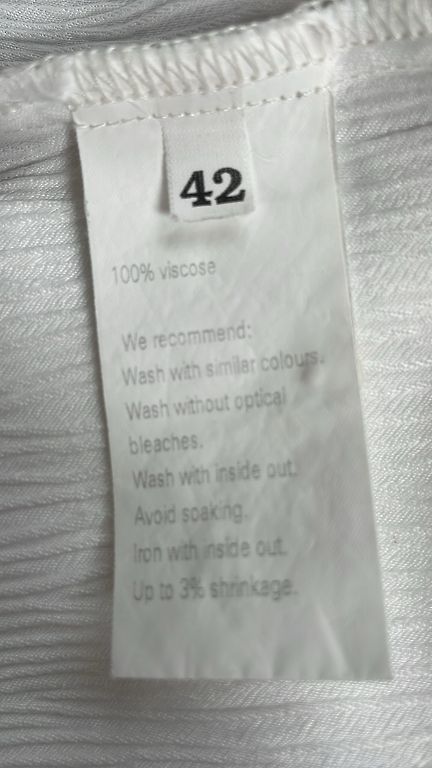 42
100% viscose
We recommend:
Wash with similar colours.
Wash without optical
bleaches.
Wash with inside out.
Avoid soaking.
Iron with inside out.
Up to 3% shrinkage.